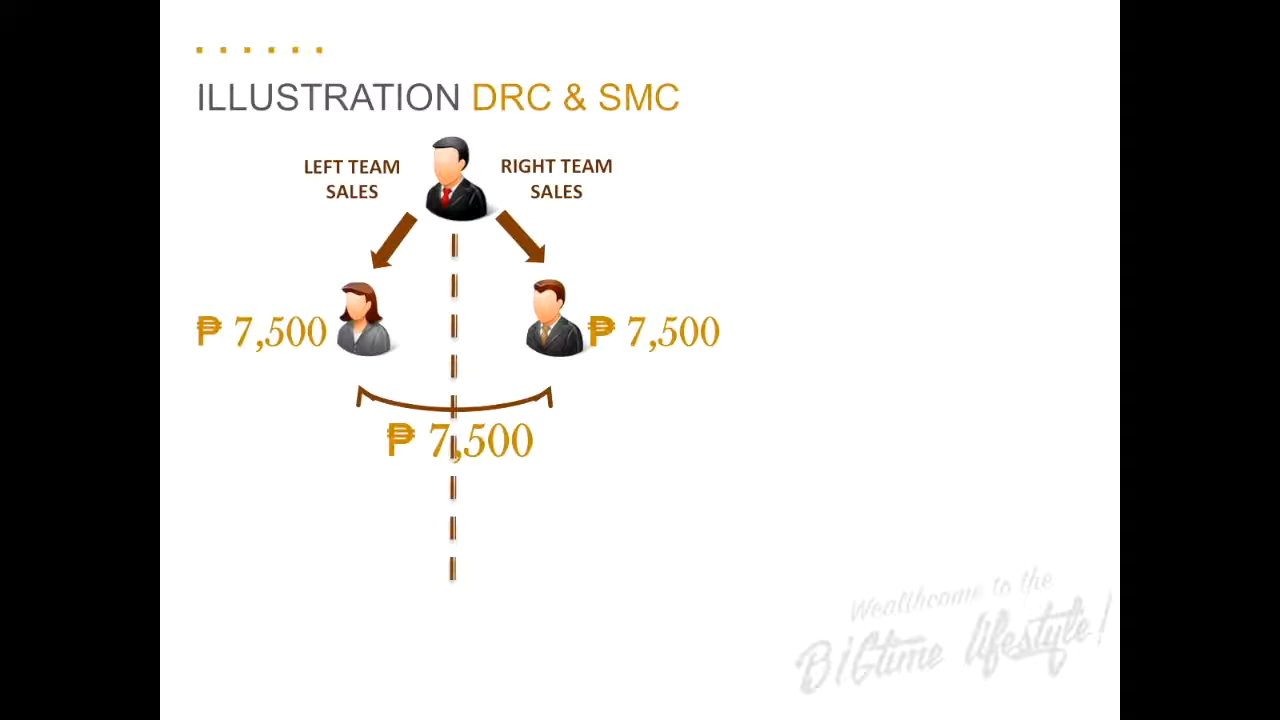 ILLUSTRATION DRC & SMC
LEFT TEAM
SALES
RIGHT TEAM
SALES
₱ 7,500
₱ 7,500
₱ 7,500
Wealthcome to the
BIGtime lifestyle!